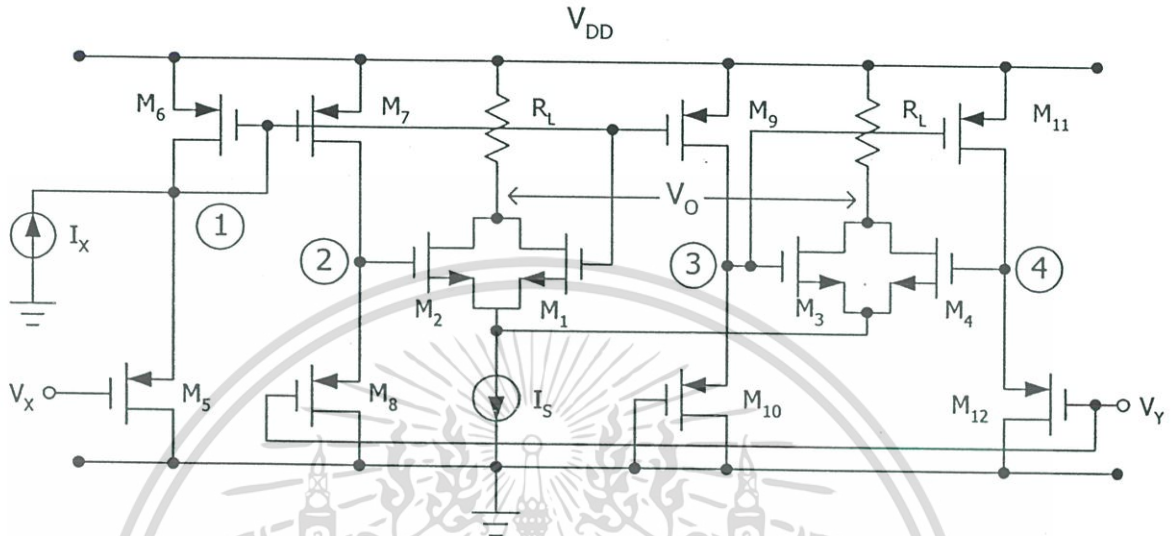 V_DD
M_6
M_7
R_L
M_9
R_L
M_11
V_O
I_X
1
2
3
4
M_2
M_1
M_3
M_4
V_X
M_5
M_8
I_S
M_10
M_12
V_Y